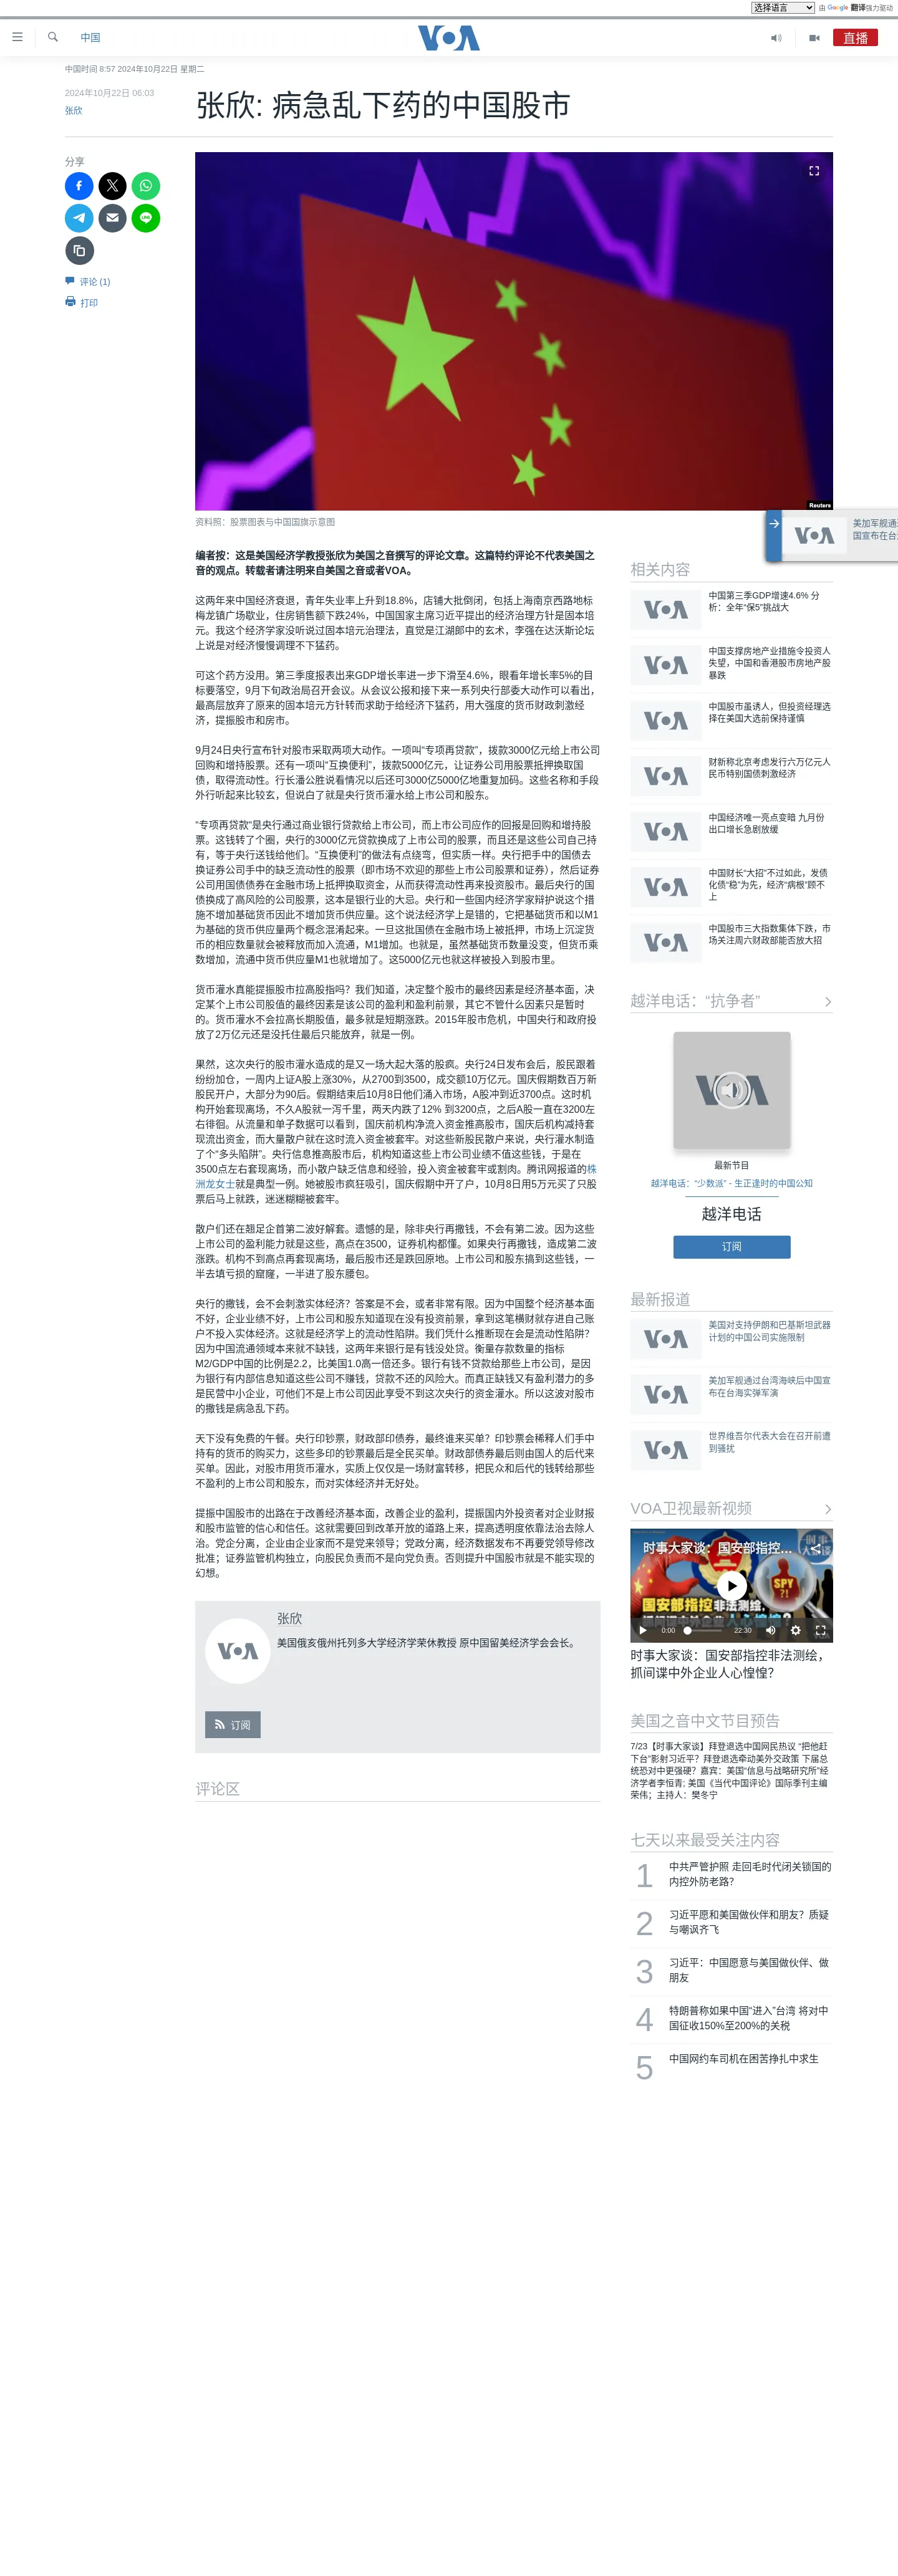 选择语言
由 Google 翻译强力驱动
中国
VOA
直播
中国时间 8:57 2024年10月22日 星期二
2024年10月22日 06:03
张欣
张欣: 病急乱下药的中国股市
分享
评论 (1)
打印
Reuters
资料照：股票图表与中国国旗示意图
编者按：这是美国经济学教授张欣为美国之音撰写的评论文章。这篇特约评论不代表美国之
音的观点。转载者请注明来自美国之音或者VOA。
这两年来中国经济衰退，青年失业率上升到18.8%，店铺大批倒闭，包括上海南京西路地标
梅龙镇广场歇业，住房销售额下跌24%，中国国家主席习近平提出的经济治理方针是固本培
元。我这个经济学家没听说过固本培元治理法，直觉是江湖郎中的玄术，李强在达沃斯论坛
上说是对经济慢慢调理不下猛药。
可这个药方没用。第三季度报表出来GDP增长率进一步下滑至4.6%，眼看年增长率5%的目
标要落空，9月下旬政治局召开会议。从会议公报和接下来一系列央行部委大动作可以看出，
最高层放弃了原来的固本培元方针转而求助于给经济下猛药，用大强度的货币财政刺激经
济，提振股市和房市。
9月24日央行宣布针对股市采取两项大动作。一项叫“专项再贷款”，拨款3000亿元给上市公司
回购和增持股票。还有一项叫“互换便利”，拨款5000亿元，让证券公司用股票抵押换取国
债，取得流动性。行长潘公胜说看情况以后还可3000亿5000亿地重复加码。这些名称和手段
外行听起来比较玄，但说白了就是央行货币灌水给上市公司和股东。
“专项再贷款”是央行通过商业银行贷款给上市公司，而上市公司应作的回报是回购和增持股
票。这钱转了个圈，央行的3000亿元贷款换成了上市公司的股票，而且还是这些公司自己持
有，等于央行送钱给他们。“互换便利”的做法有点绕弯，但实质一样。央行把手中的国债去
换证券公司手中的缺乏流动性的股票（即市场不欢迎的那些上市公司股票和证券），然后证券
公司用国债债券在金融市场上抵押换取资金，从而获得流动性再来投资股市。最后央行的国
债换成了高风险的公司股票，这本是银行业的大忌。央行和一些国内经济学家辩护说这个措
施不增加基础货币因此不增加货币供应量。这个说法经济学上是错的，它把基础货币和以M1
为基础的货币供应量两个概念混淆起来。一旦这批国债在金融市场上被抵押，市场上沉淀货
币的相应数量就会被释放而加入流通，M1增加。也就是，虽然基础货币数量没变，但货币乘
数增加，流通中货币供应量M1也就增加了。这5000亿元也就这样被投入到股市里。
货币灌水真能提振股市拉高股指吗？我们知道，决定整个股市的最终因素是经济基本面，决
定某个上市公司股值的最终因素是该公司的盈利和盈利前景，其它不管什么因素只是暂时
的。货币灌水不会拉高长期股值，最多就是短期涨跌。2015年股市危机，中国央行和政府投
放了2万亿元还是没托住最后只能放弃，就是一例。
果然，这次央行的股市灌水造成的是又一场大起大落的股疯。央行24日发布会后，股民跟着
纷纷加仓，一周内上证A股上涨30%，从2700到3500，成交额10万亿元。国庆假期数百万新
股民开户，大部分为90后。假期结束后10月8日他们涌入市场，A股冲到近3700点。这时机
构开始套现离场，不久A股就一泻千里，两天内跌了12% 到3200点，之后A股一直在3200左
右徘徊。从流量和单子数据可以看到，国庆前机构净流入资金推高股市，国庆后机构减持套
现流出资金，而大量散户就在这时流入资金被套牢。对这些新股民散户来说，央行灌水制造
了个“多头陷阱”。央行信息推高股市后，机构知道这些上市公司业绩不值这些钱，于是在
3500点左右套现离场，而小散户缺乏信息和经验，投入资金被套牢或割肉。腾讯网报道的株
洲龙女士就是典型一例。她被股市疯狂吸引，国庆假期中开了户，10月8日用5万元买了只股
票后马上就跌，迷迷糊糊被套牢。
散户们还在翘足企首第二波好解套。遗憾的是，除非央行再撒钱，不会有第二波。因为这些
上市公司的盈利能力就是这些，高点在3500，证券机构都懂。如果央行再撒钱，造成第二波
涨跌。机构不到高点再套现离场，最后股市还是跌回原地。上市公司和股东搞到这些钱，一
半去填亏损的窟窿，一半进了股东腰包。
央行的撒钱，会不会刺激实体经济？答案是不会，或者非常有限。因为中国整个经济基本面
不好，企业业绩不好，上市公司和股东知道现在没有投资前景，拿到这笔横财就存进自己账
户不投入实体经济。这就是经济学上的流动性陷阱。我们凭什么推断现在会是流动性陷阱？
因为中国流通领域本来就不缺钱，这两年来银行是有钱没处贷。衡量存款数量的指标
M2/GDP中国的比例是2.2，比美国1.0高一倍还多。银行有钱不贷款给那些上市公司，是因
为银行有内部信息知道这些公司不赚钱，贷款不还的风险大。而真正缺钱又有盈利潜力的多
是民营中小企业，可他们不是上市公司因此享受不到这次央行的资金灌水。所以这波对股市
的撒钱是病急乱下药。
天下没有免费的午餐。央行印钞票，财政部印债券，最终谁来买单？印钞票会稀释人们手中
持有的货币的购买力，这些多印的钞票最后是全民买单。财政部债券最后则由国人的后代来
买单。因此，对股市用货币灌水，实质上仅仅是一场财富转移，把民众和后代的钱转给那些
不盈利的上市公司和股东，而对实体经济并无好处。
提振中国股市的出路在于改善经济基本面，改善企业的盈利，提振国内外投资者对企业财报
和股市监管的信心和信任。这就需要回到改革开放的道路上来，提高透明度依靠法治去除人
治。党企分离，企业由企业家而不是党来领导；党政分离，经济数据发布不再要党领导修改
批准；证券监管机构独立，向股民负责而不是向党负责。否则提升中国股市就是不能实现的
幻想。
VOA
张欣
美国俄亥俄州托列多大学经济学荣休教授 原中国留美经济学会会长。
订阅
评论区
VOA
美加军舰通
国宣布在台
相关内容
VOA
中国第三季GDP增速4.6% 分
析：全年“保5”挑战大
VOA
中国支撑房地产业措施令投资人
失望，中国和香港股市房地产股
暴跌
VOA
中国股市虽诱人，但投资经理选
择在美国大选前保持谨慎
VOA
财新称北京考虑发行六万亿元人
民币特别国债刺激经济
VOA
中国经济唯一亮点变暗 九月份
出口增长急剧放缓
VOA
中国财长“大招”不过如此，发债
化债“稳”为先，经济“病根”顾不
上
VOA
中国股市三大指数集体下跌，市
场关注周六财政部能否放大招
越洋电话：“抗争者”
VOA
最新节目
越洋电话：“少数派” - 生正逢时的中国公知
越洋电话
订阅
最新报道
VOA
美国对支持伊朗和巴基斯坦武器
计划的中国公司实施限制
VOA
美加军舰通过台湾海峡后中国宣
布在台海实弹军演
VOA
世界维吾尔代表大会在召开前遭
到骚扰
VOA卫视最新视频
时事大家谈：国安部指控...
SPY
?!
国安部指控非法测绘，
0:00
22:30
时事大家谈：国安部指控非法测绘，
抓间谍中外企业人心惶惶？
美国之音中文节目预告
7/23【时事大家谈】拜登退选中国网民热议 “把他赶
下台”影射习近平？拜登退选牵动美外交政策 下届总
统恐对中更强硬？嘉宾：美国“信息与战略研究所”经
济学者李恒青; 美国《当代中国评论》国际季刊主编
荣伟；主持人：樊冬宁
七天以来最受关注内容
1
中共严管护照 走回毛时代闭关锁国的
内控外防老路？
2
习近平愿和美国做伙伴和朋友？质疑
与嘲讽齐飞
3
习近平：中国愿意与美国做伙伴、做
朋友
4
特朗普称如果中国“进入”台湾 将对中
国征收150%至200%的关税
5
中国网约车司机在困苦挣扎中求生